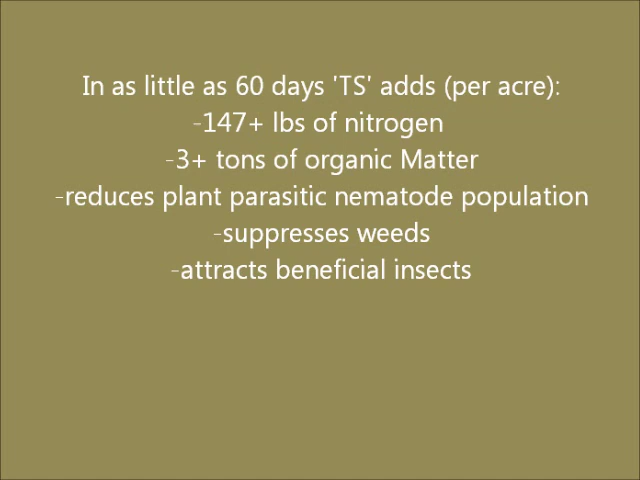 In as little as 60 days 'TS' adds (per acre):
-147+ lbs of nitrogen
-3+ tons of organic Matter
-reduces plant parasitic nematode population
-suppresses weeds
-attracts beneficial insects